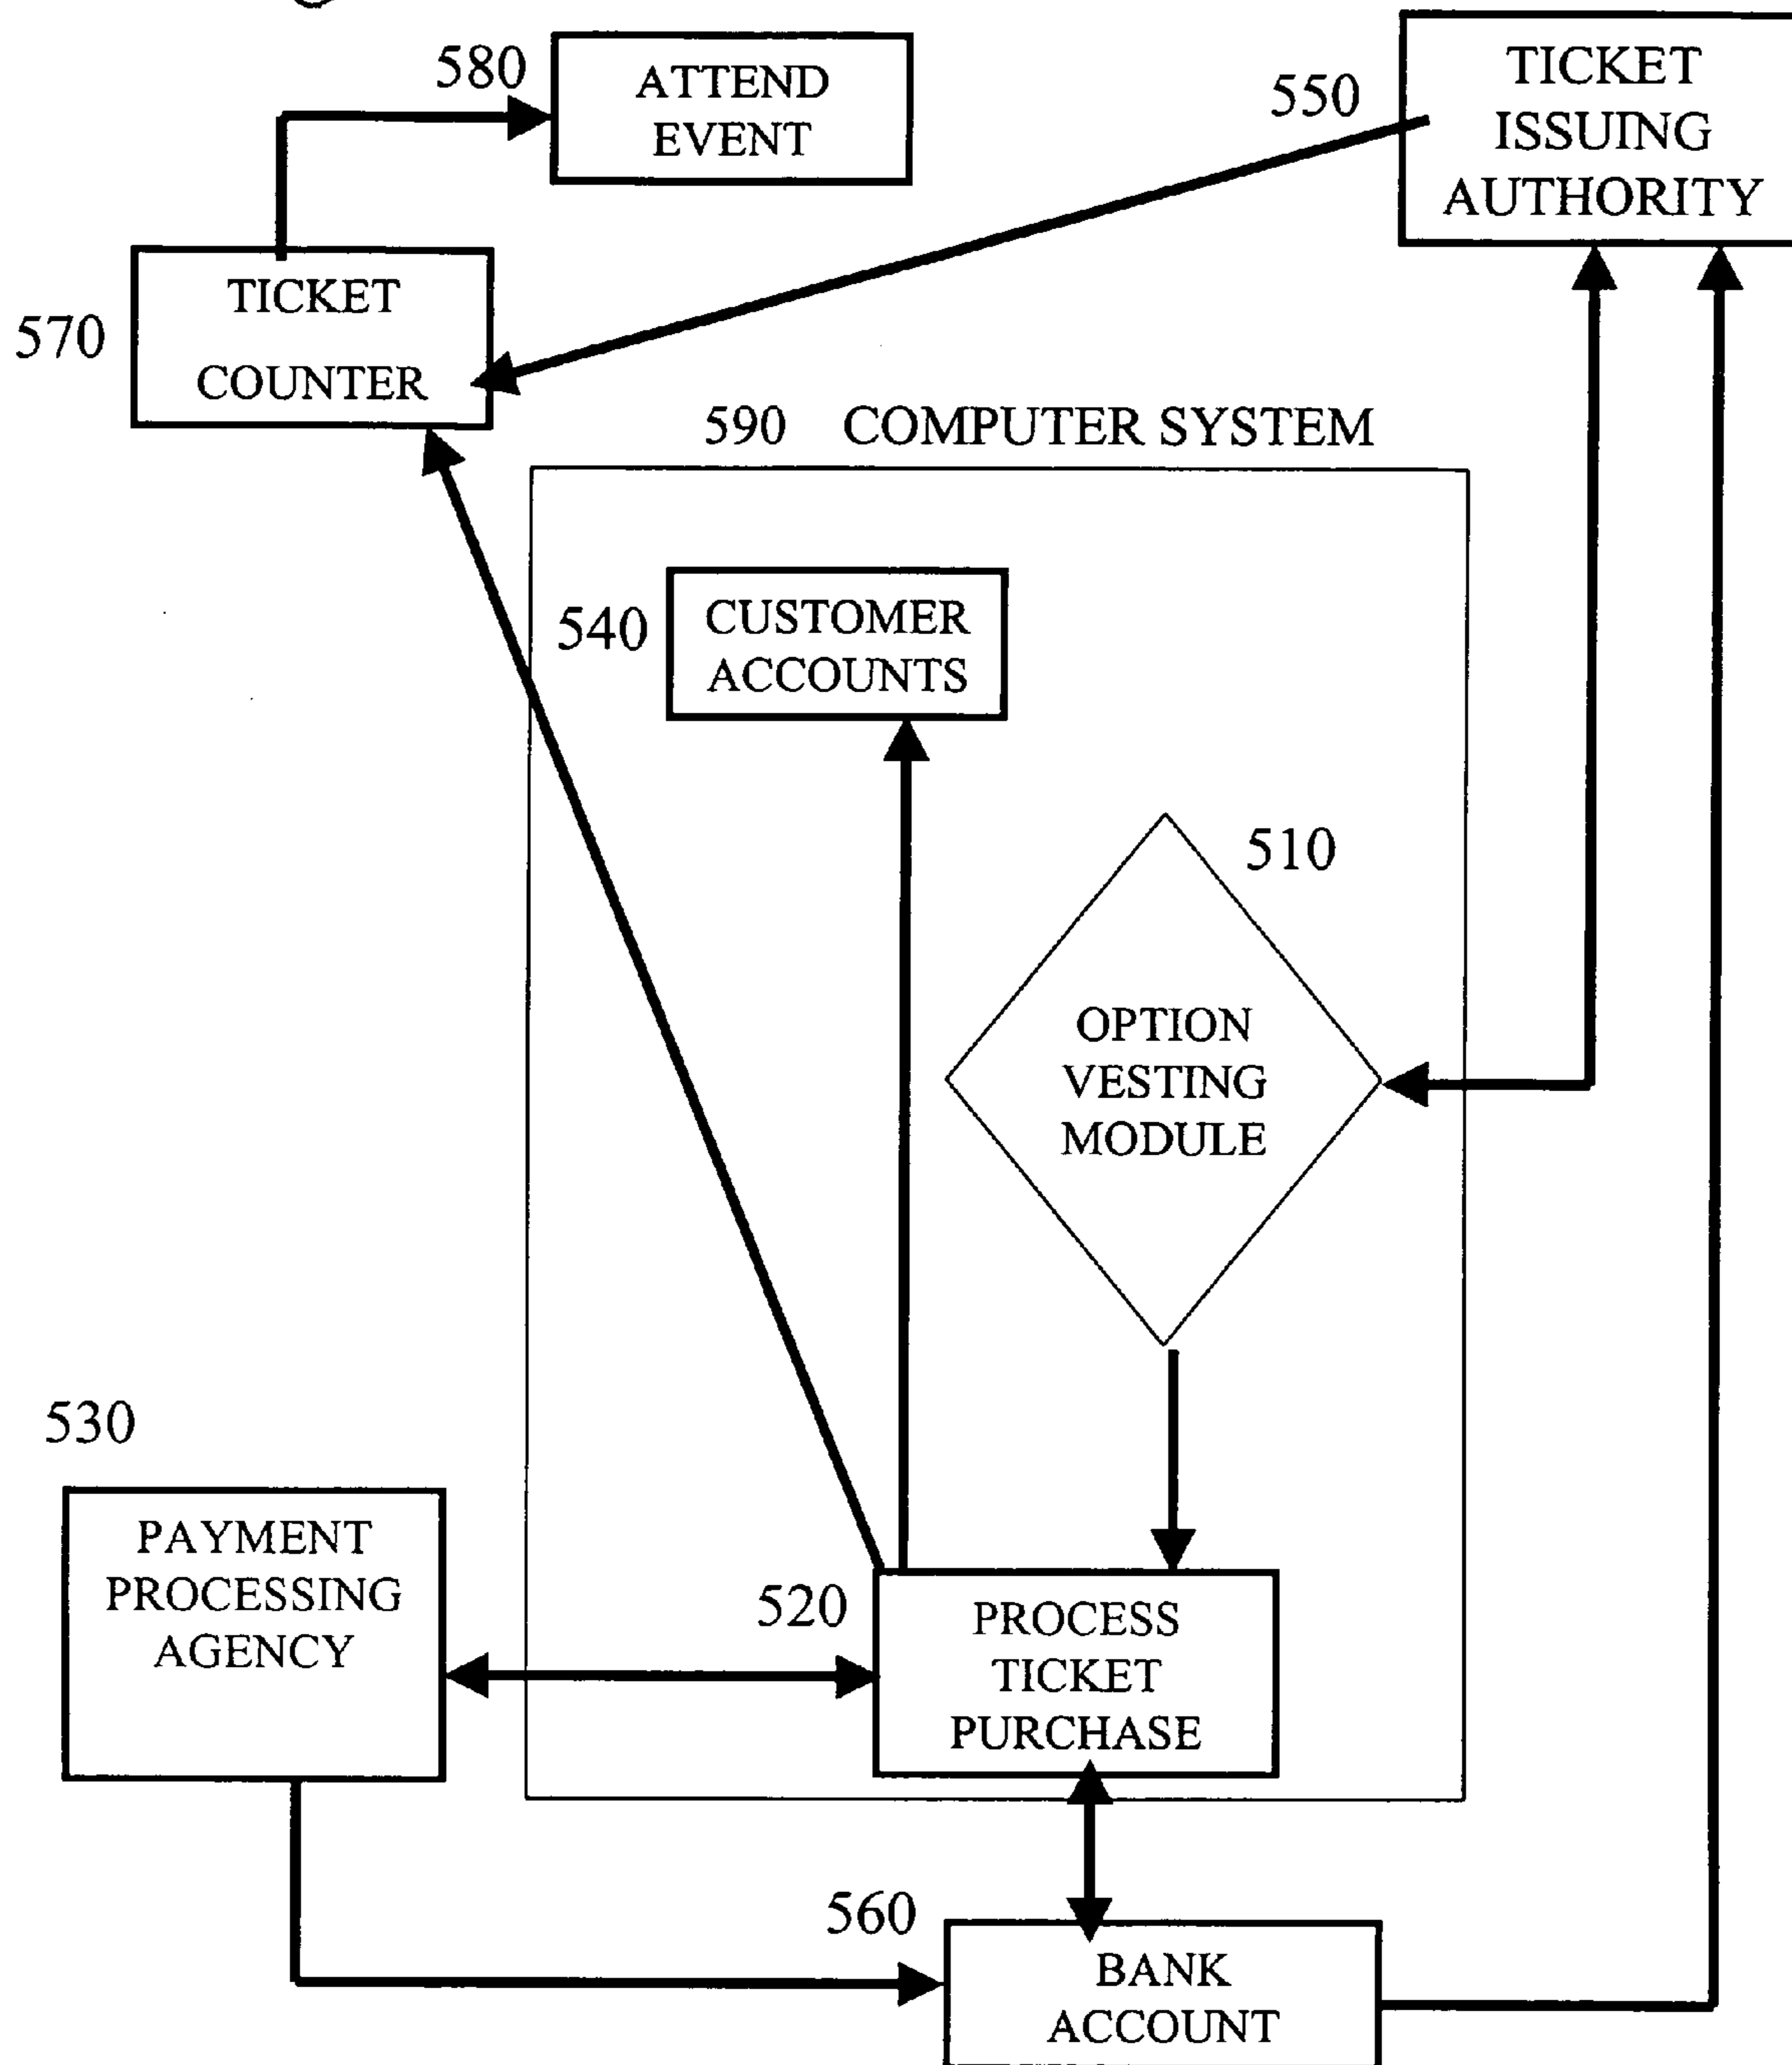 580
ATTEND
EVENT
550
TICKET
ISSUING
AUTHORITY
570
TICKET
COUNTER
590 COMPUTER SYSTEM
540
CUSTOMER
ACCOUNTS
510
OPTION
VESTING
MODULE
530
PAYMENT
PROCESSING
AGENCY
520
PROCESS
TICKET
PURCHASE
560
BANK
ACCOUNT